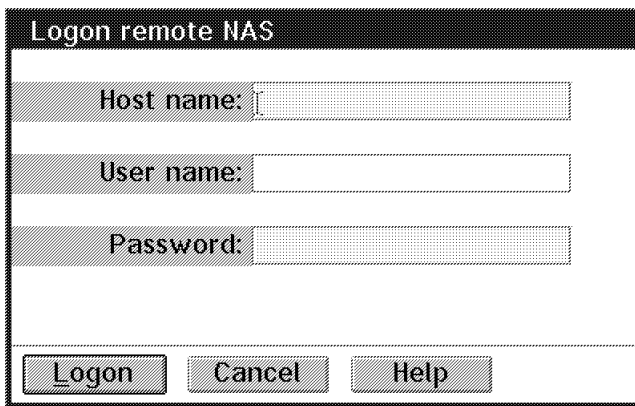 Logon remote NAS
Host name:
User name:
Password:
Logon Cancel Help